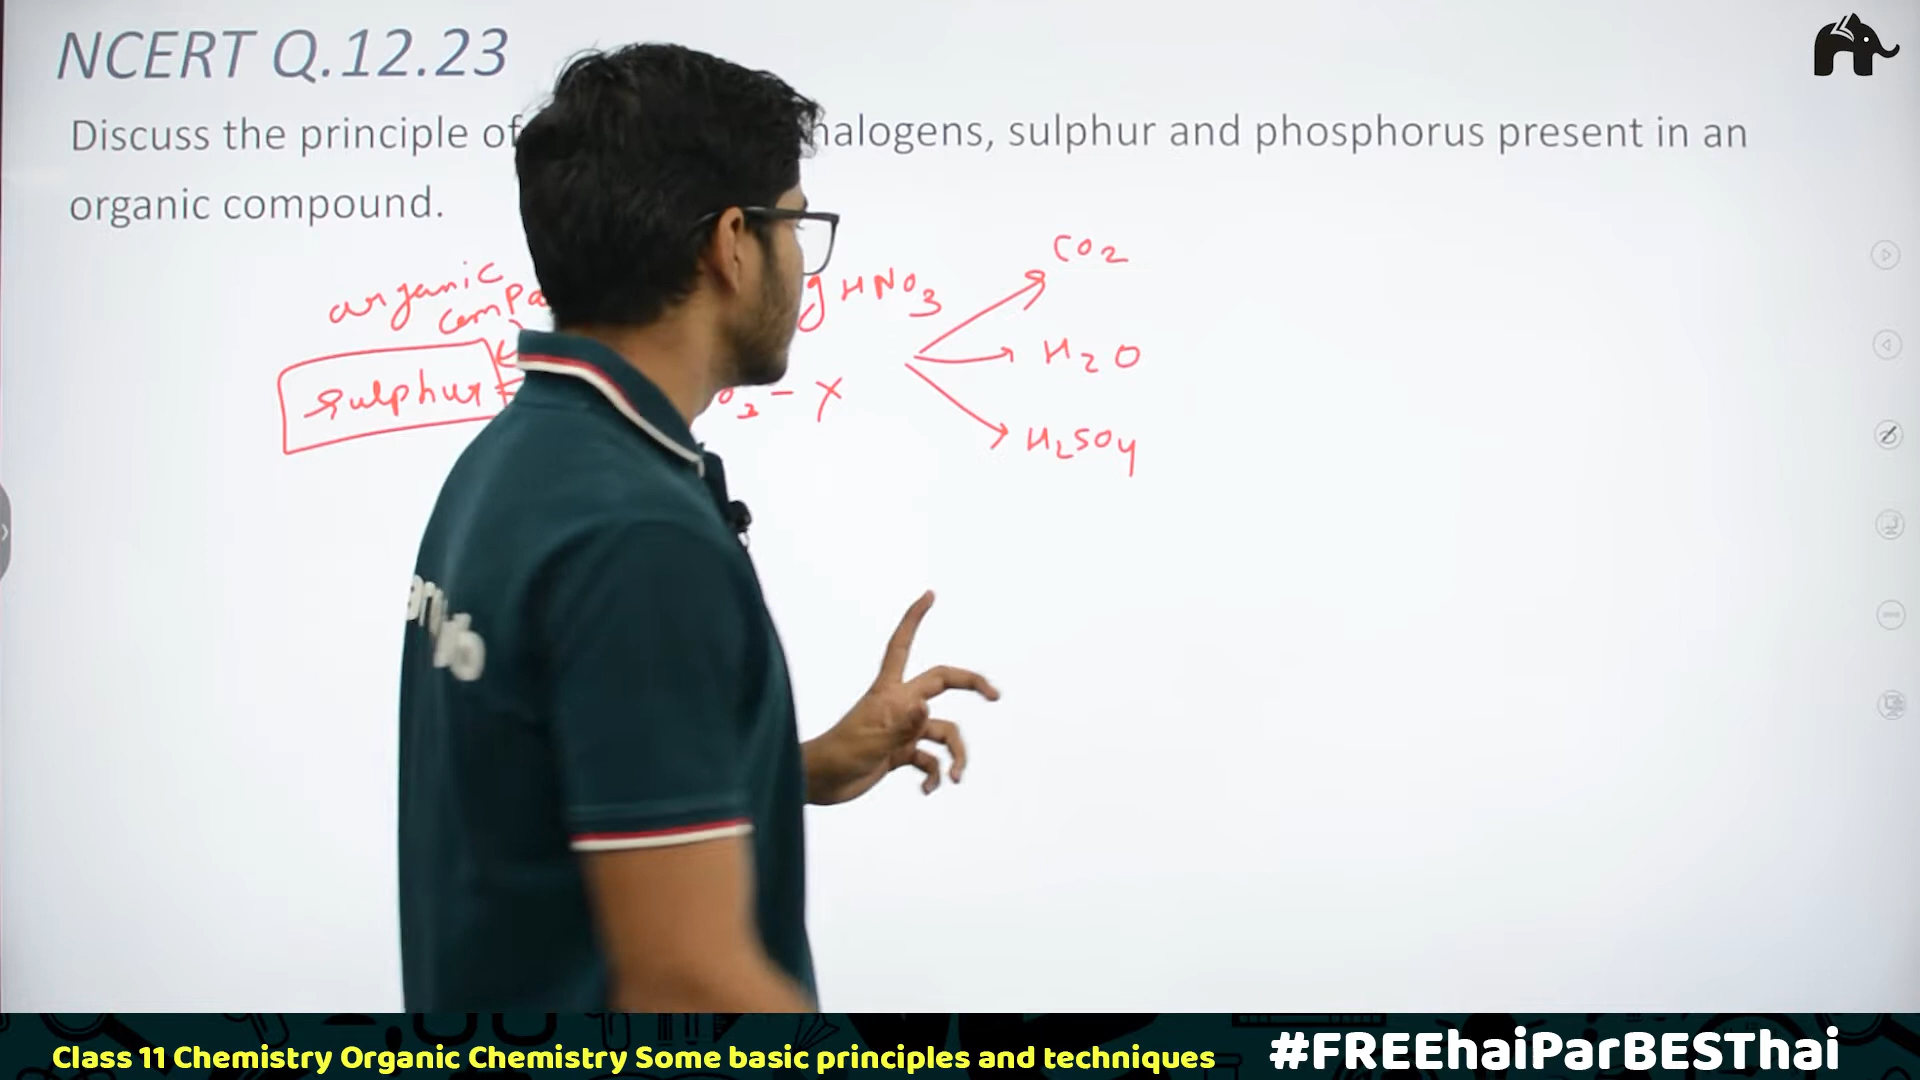 NCERT Q.12.23
Discuss the principle of halogens, sulphur and phosphorus present in an
organic compound.
organic
comp
g HNO3
CO2
H2O
sulphur
- X
H2SO4
Class 11 Chemistry Organic Chemistry Some basic principles and techniques
#FREEhaiParBESThai